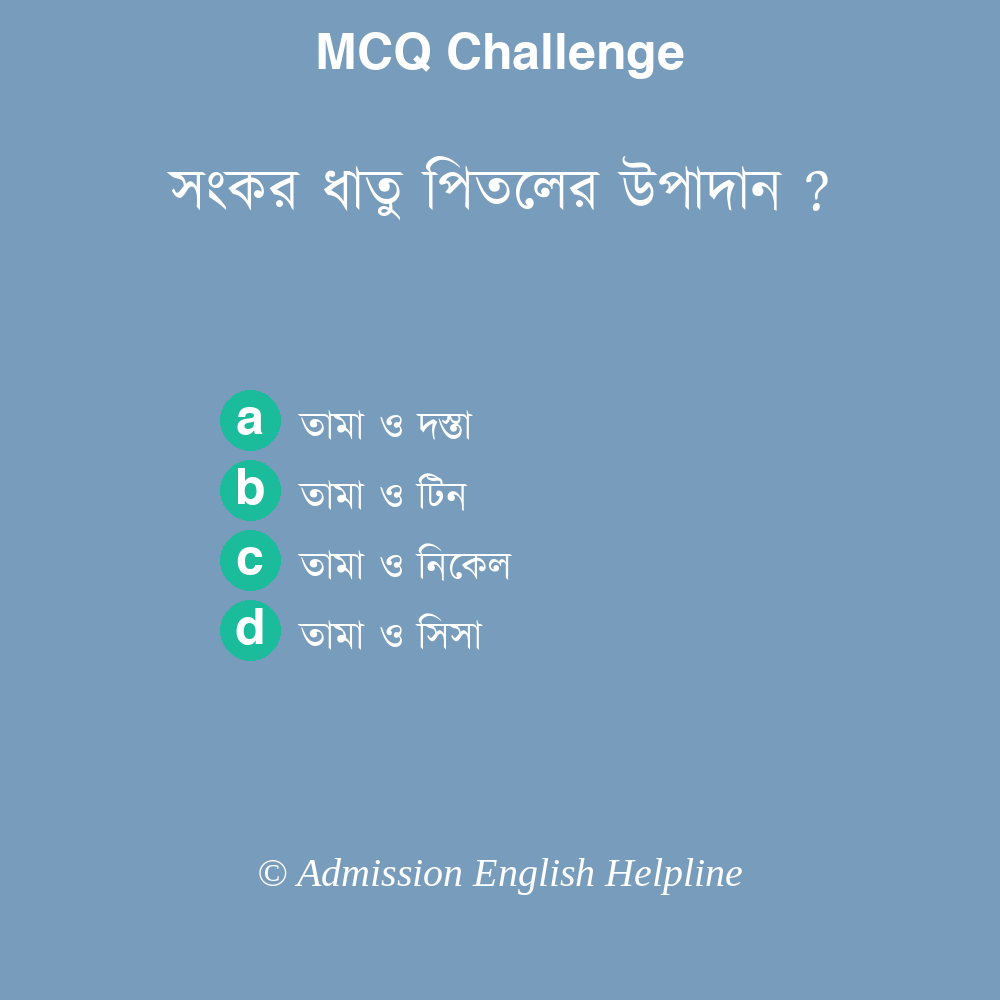 MCQ Challenge
সংকর ধাতু পিতলের উপাদান ?
a তামা ও দস্তা
b তামা ও টিন
c তামা ও নিকেল
d তামা ও সিসা
© Admission English Helpline